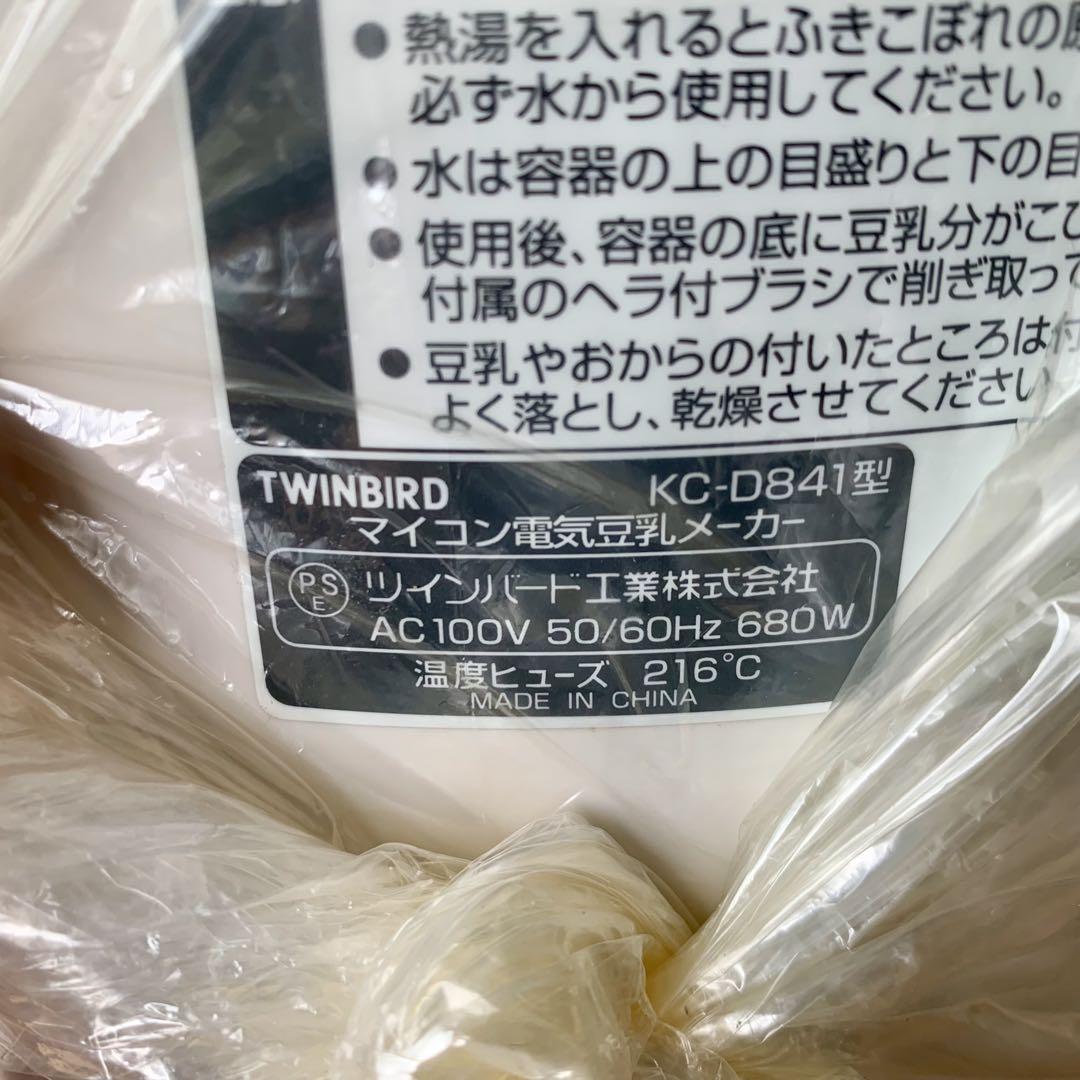 ● 熱湯を入れるとふきこぼれの
必ず水から使用してください。
● 水は容器の上の目盛りと下の目
● 使用後、容器の底に豆乳分がこび
付属のヘラ付ブラシで削ぎ取って
● 豆乳やおからの付いたところは付
よく落とし、乾燥させてください
TWINBIRD KC-D841型
マイコン電気豆乳メーカー
PS
E ツインバード工業株式会社
AC100V 50/60Hz 680W
温度ヒューズ 216℃
MADE IN CHINA